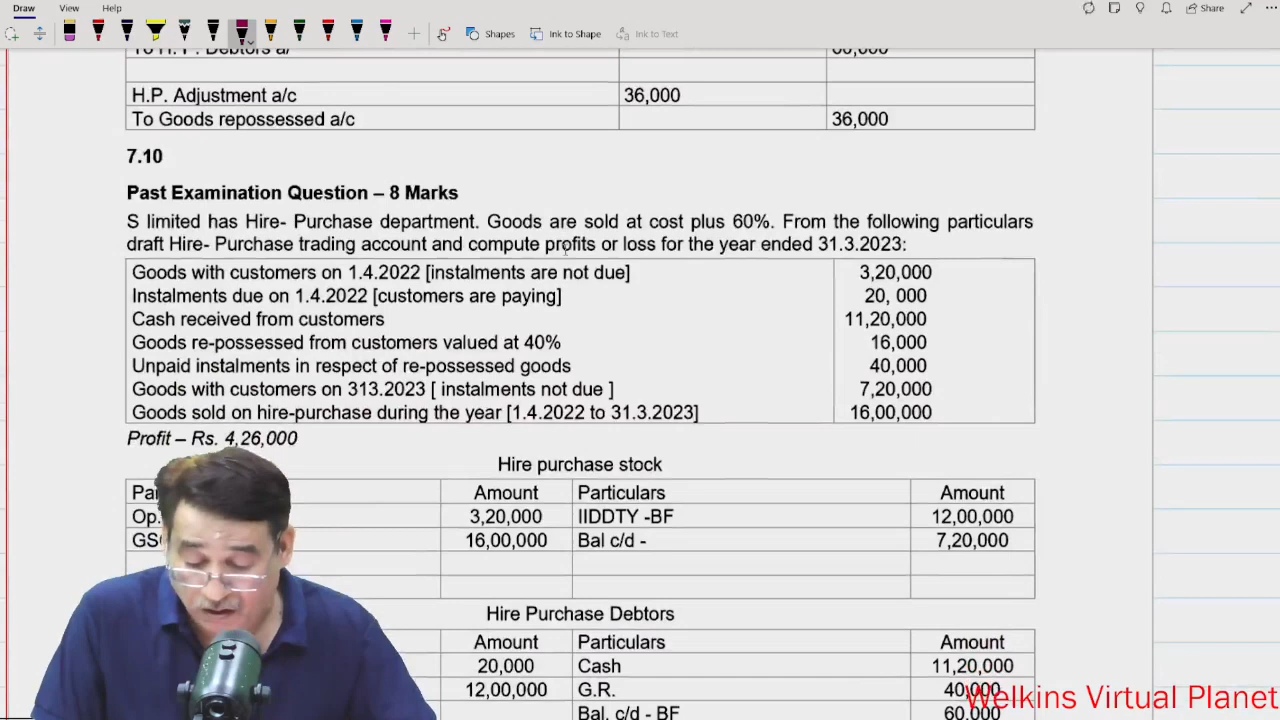 Draw View Help
Shapes Ink to Shape Ink to Text Share
36,000
H.P. Adjustment a/c 36,000
To Goods repossessed a/c 36,000
7.10
Past Examination Question – 8 Marks
S limited has Hire- Purchase department. Goods are sold at cost plus 60%. From the following particulars
draft Hire- Purchase trading account and compute profits or loss for the year ended 31.3.2023:
Goods with customers on 1.4.2022 [instalments are not due] 3,20,000
Instalments due on 1.4.2022 [customers are paying] 20, 000
Cash received from customers 11,20,000
Goods re-possessed from customers valued at 40% 16,000
Unpaid instalments in respect of re-possessed goods 40,000
Goods with customers on 313.2023 [ instalments not due ] 7,20,000
Goods sold on hire-purchase during the year [1.4.2022 to 31.3.2023] 16,00,000
Profit – Rs. 4,26,000
Hire purchase stock
Amount Particulars Amount
Op. 3,20,000 IIDDTY -BF 12,00,000
16,00,000 Bal c/d - 7,20,000
Hire Purchase Debtors
Amount Particulars Amount
20,000 Cash 11,20,000
12,00,000 G.R. 40,000
Bal. c/d - BF 60,000
Welkins Virtual Planet